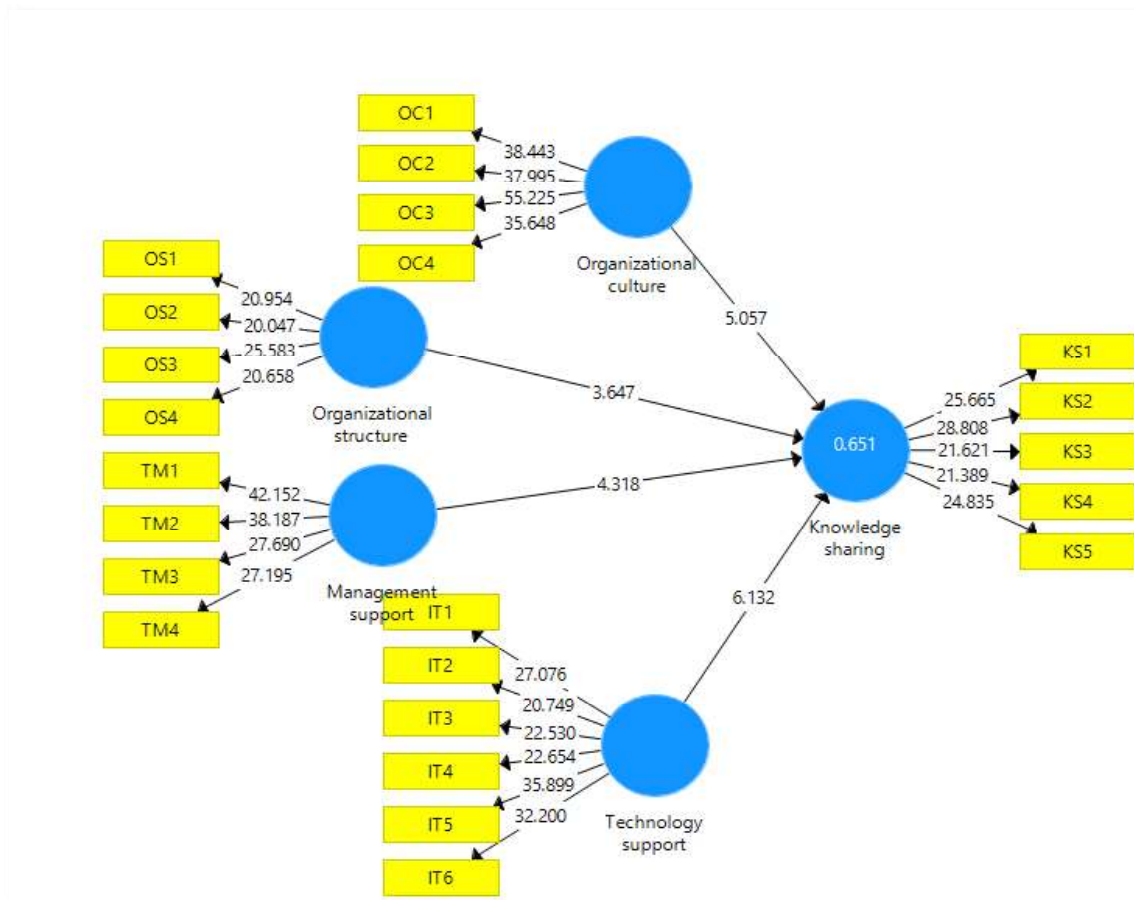 OC1
OC2
OC3
OC4
38.443
37.995
55.225
35.648
Organizational
culture
OS1
OS2
OS3
OS4
20.954
20.047
25.583
20.658
Organizational
structure
TM1
TM2
TM3
TM4
42.152
38.187
27.690
27.195
Management
support
IT1
IT2
IT3
IT4
IT5
IT6
27.076
20.749
22.530
22.654
35.899
32.200
Technology
support
5.057
3.647
4.318
6.132
0.651
Knowledge
sharing
25.665
28.808
21.621
21.389
24.835
KS1
KS2
KS3
KS4
KS5